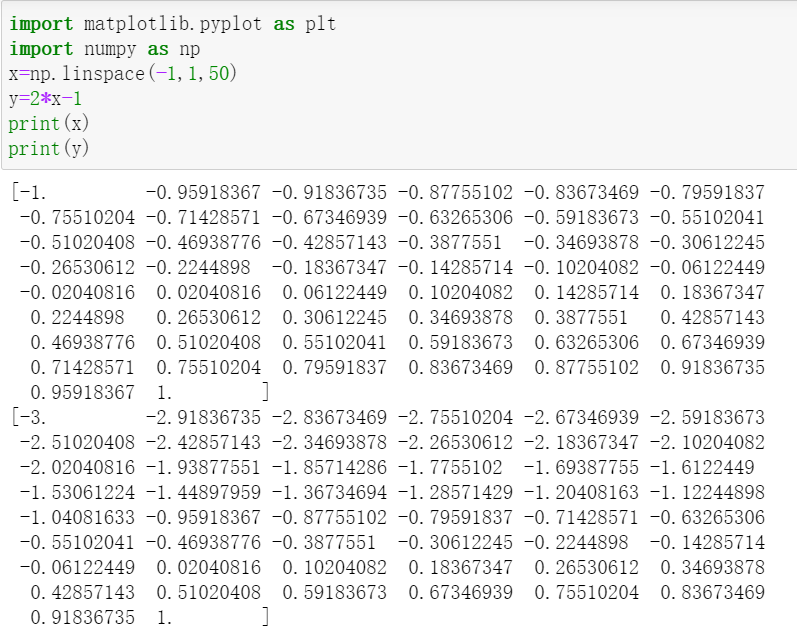 import matplotlib.pyplot as plt
import numpy as np
x=np.linspace(-1,1,50)
y=2*x-1
print(x)
print(y)
[-1.         -0.95918367 -0.91836735 -0.87755102 -0.83673469 -0.79591837
 -0.75510204 -0.71428571 -0.67346939 -0.63265306 -0.59183673 -0.55102041
 -0.51020408 -0.46938776 -0.42857143 -0.3877551  -0.34693878 -0.30612245
 -0.26530612 -0.2244898  -0.18367347 -0.14285714 -0.10204082 -0.06122449
 -0.02040816  0.02040816  0.06122449  0.10204082  0.14285714  0.18367347
  0.2244898   0.26530612  0.30612245  0.34693878  0.3877551   0.42857143
  0.46938776  0.51020408  0.55102041  0.59183673  0.63265306  0.67346939
  0.71428571  0.75510204  0.79591837  0.83673469  0.87755102  0.91836735
  0.95918367  1.        ]
[-3.         -2.91836735 -2.83673469 -2.75510204 -2.67346939 -2.59183673
 -2.51020408 -2.42857143 -2.34693878 -2.26530612 -2.18367347 -2.10204082
 -2.02040816 -1.93877551 -1.85714286 -1.7755102  -1.69387755 -1.6122449
 -1.53061224 -1.44897959 -1.36734694 -1.28571429 -1.20408163 -1.12244898
 -1.04081633 -0.95918367 -0.87755102 -0.79591837 -0.71428571 -0.63265306
 -0.55102041 -0.46938776 -0.3877551  -0.30612245 -0.2244898  -0.14285714
 -0.06122449  0.02040816  0.10204082  0.18367347  0.26530612  0.34693878
  0.42857143  0.51020408  0.59183673  0.67346939  0.75510204  0.83673469
  0.91836735  1.        ]